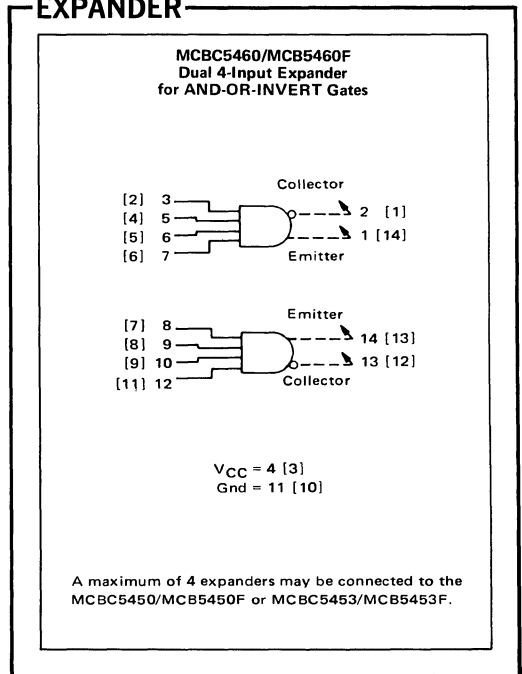 EXPANDER
MCBC5460/MCB5460F
Dual 4-Input Expander
for AND-OR-INVERT Gates
Collector
[2] 3
[4] 5
[5] 6
[6] 7
2 [1]
1 [14]
Emitter
Emitter
[7] 8
[8] 9
[9] 10
[11] 12
14 [13]
13 [12]
Collector
VCC = 4 [3]
Gnd = 11 [10]
A maximum of 4 expanders may be connected to the
MCBC5450/MCB5450F or MCBC5453/MCB5453F.